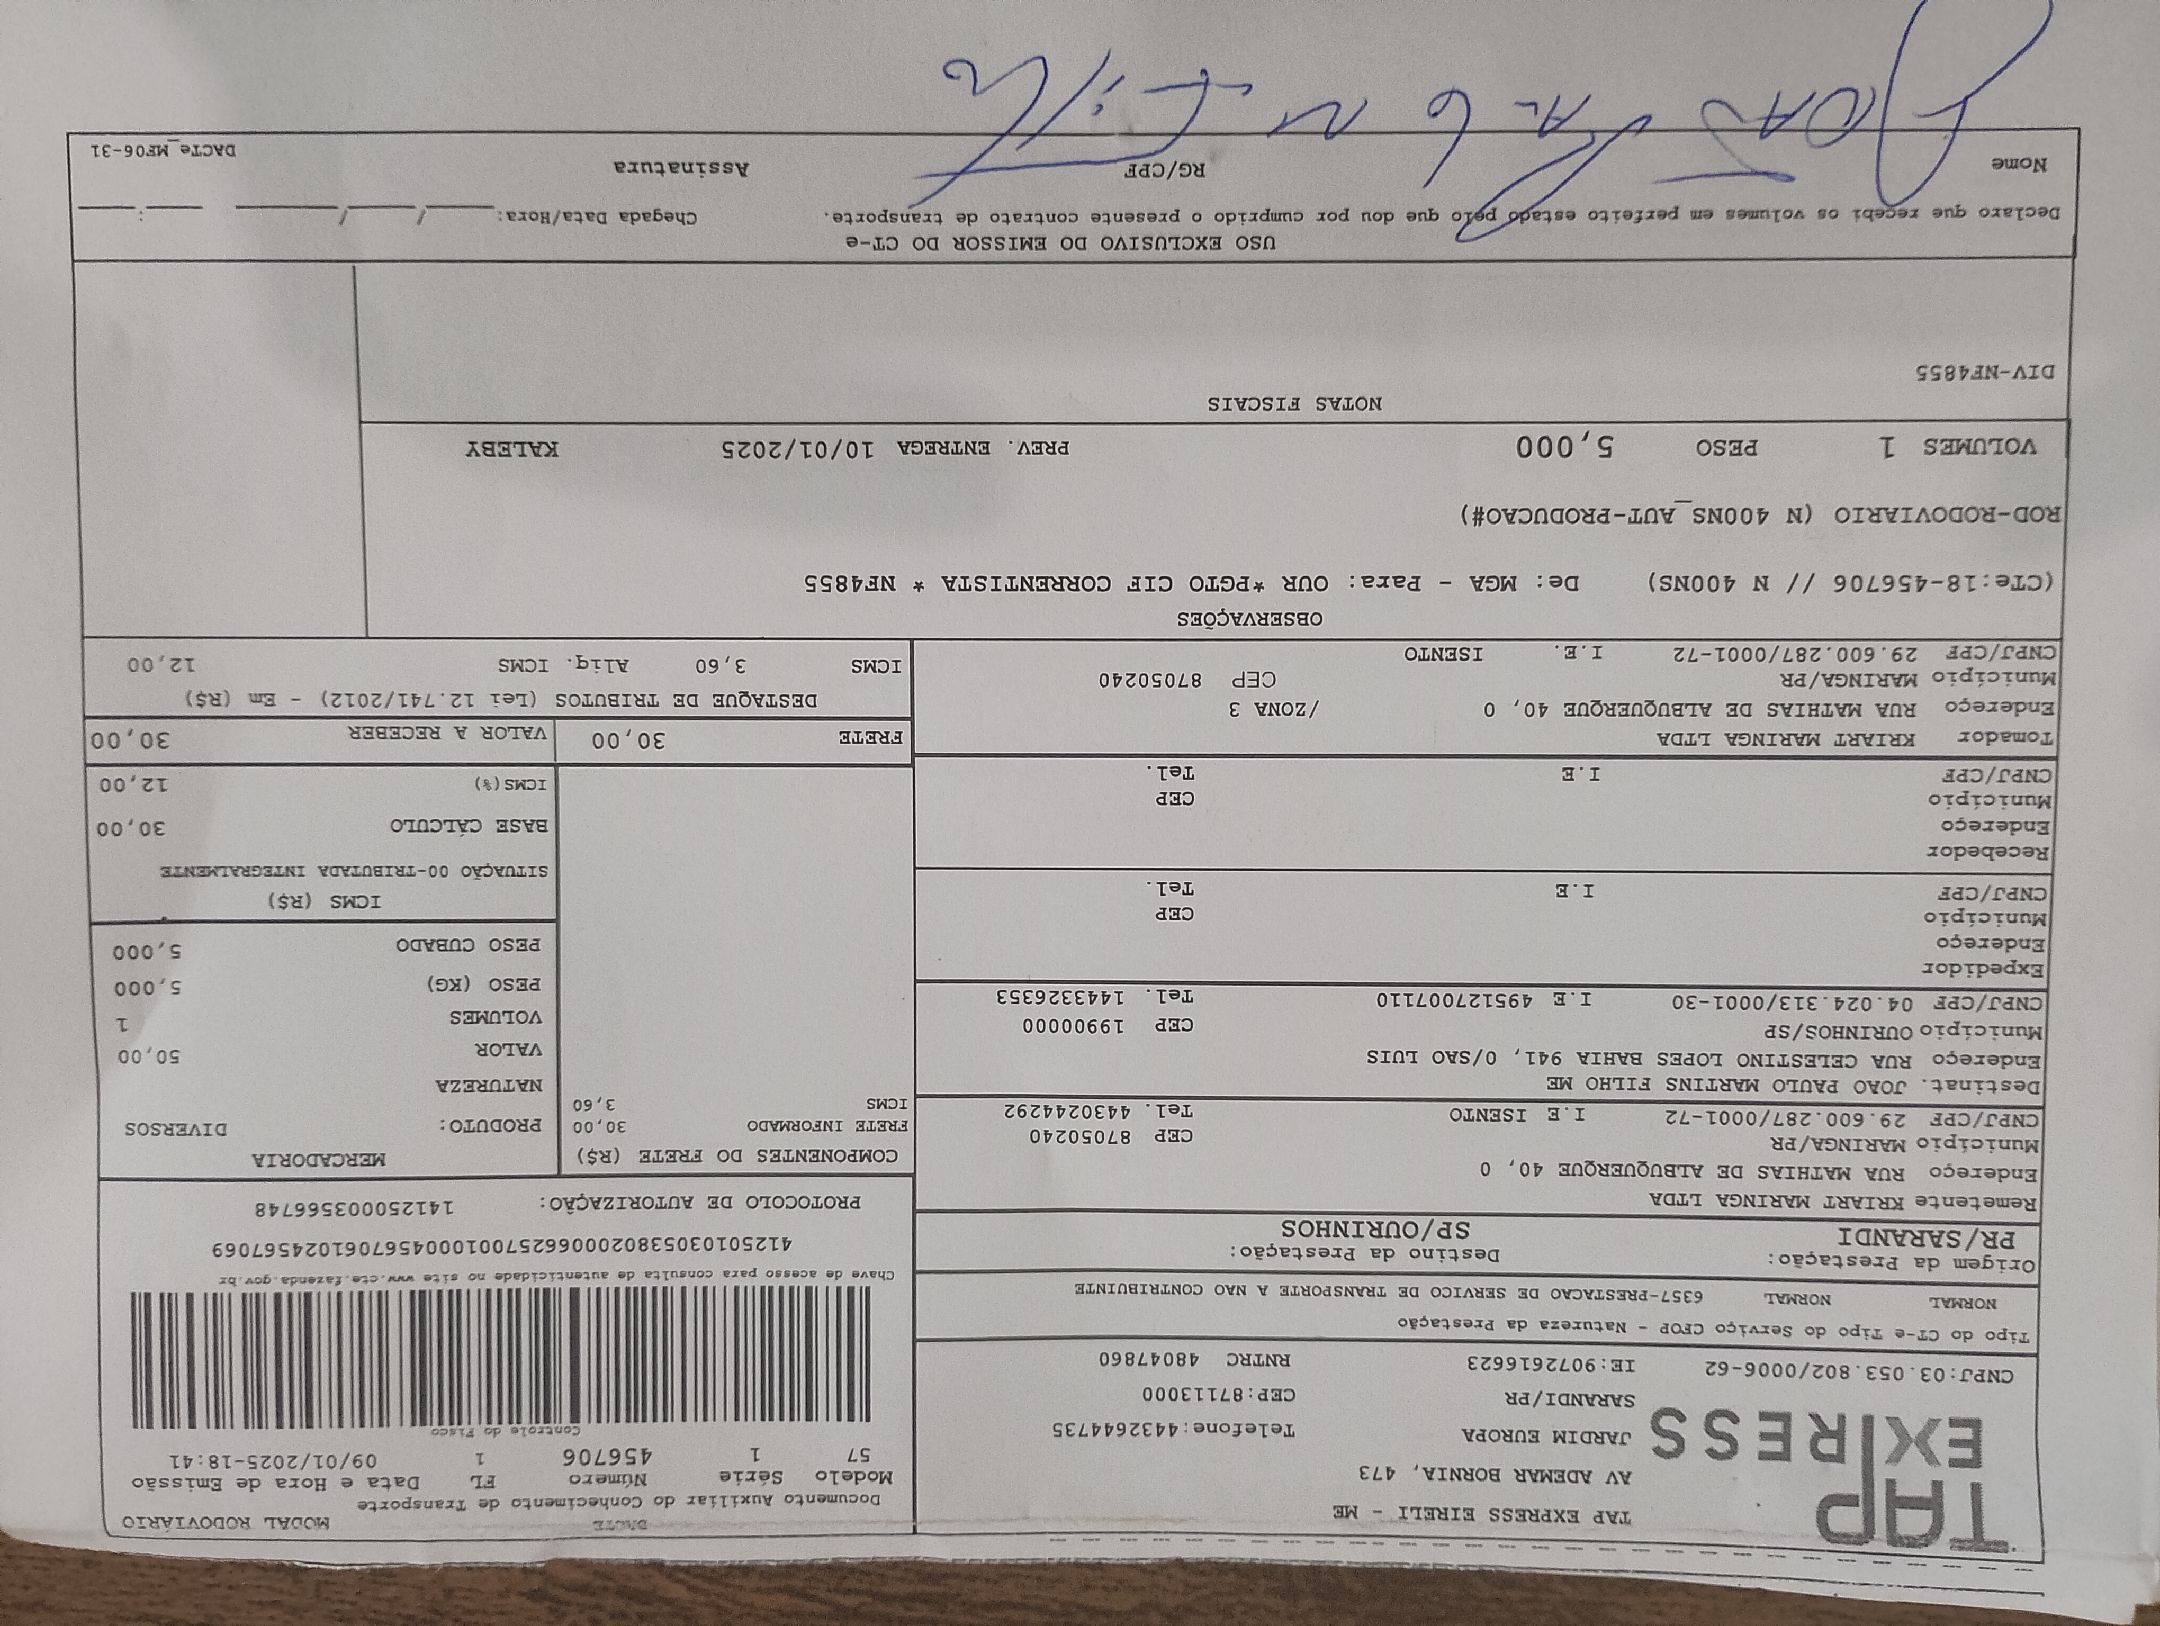 TAP
EXPRESS
TAP EXPRESS EIRELI - ME
AV ADEMAR BORNIA, 473
JARDIM EUROPA Telefone:4432644735
SARANDI/PR CEP:87113000
CNPJ:03.053.802/0006-62 IE:9072616623 RNTRC 48047860
DACTE MODAL RODOVIÁRIO
Documento Auxiliar do Conhecimento de Transporte
Modelo Série Número FL Data e Hora de Emissão
57 1 456706 1 09/01/2025-18:41
Controle do Fisco
Chave de acesso para consulta de autenticidade no site www.cte.fazenda.gov.br
41250103053802000662570010004567061024567069
PROTOCOLO DE AUTORIZAÇÃO: 141250003566748
Tipo do CT-e Tipo do Serviço CFOP - Natureza da Prestação
NORMAL NORMAL 6357-PRESTACAO DE SERVICO DE TRANSPORTE A NAO CONTRIBUINTE
Origem da Prestação: Destino da Prestação:
PR/SARANDI SP/OURINHOS
Remetente KRIART MARINGA LTDA
Endereço RUA MATHIAS DE ALBUQUERQUE 40, 0
Município MARINGA/PR CEP 87050240
CNPJ/CPF 29.600.287/0001-72 I.E ISENTO Tel. 4430244292
Destinat. JOAO PAULO MARTINS FILHO ME
Endereço RUA CELESTINO LOPES BAHIA 941, 0/SAO LUIS
Município OURINHOS/SP CEP 19900000
CNPJ/CPF 04.024.313/0001-30 I.E 495127007110 Tel. 1443326353
Expedidor
Endereço
Município CEP
CNPJ/CPF I.E Tel.
Recebedor
Endereço
Município CEP
CNPJ/CPF I.E Tel.
Tomador KRIART MARINGA LTDA
Endereço RUA MATHIAS DE ALBUQUERQUE 40, 0 /ZONA 3
Município MARINGA/PR CEP 87050240
CNPJ/CPF 29.600.287/0001-72 I.E. ISENTO
COMPONENTES DO FRETE (R$)
FRETE INFORMADO 30,00
ICMS 3,60
MERCADORIA
PRODUTO: DIVERSOS
NATUREZA
VALOR 50,00
VOLUMES 1
PESO (KG) 5,000
PESO CUBADO 5,000
ICMS (R$)
SITUAÇÃO 00-TRIBUTADA INTEGRALMENTE
BASE CÁLCULO 30,00
ICMS(%) 12,00
FRETE 30,00 VALOR A RECEBER 30,00
DESTAQUE DE TRIBUTOS (Lei 12.741/2012) - Em (R$)
ICMS 3,60 Aliq. ICMS 12,00
OBSERVAÇÕES
(CTe:18-456706 // N 400NS) De: MGA - Para: OUR *PGTO CIF CORRENTISTA * NF4855
ROD-RODOVIARIO (N 400NS_AUT-PRODUCAO#)
VOLUMES 1 PESO 5,000 PREV. ENTREGA 10/01/2025 KALEBY
NOTAS FISCAIS
DIV-NF4855
USO EXCLUSIVO DO EMISSOR DO CT-e
Declaro que recebi os volumes em perfeito estado pelo que dou por cumprido o presente contrato de transporte. Chegada Data/Hora: ____/____/____ ___:___
Nome RG/CPF Assinatura DACTe_MF06-31